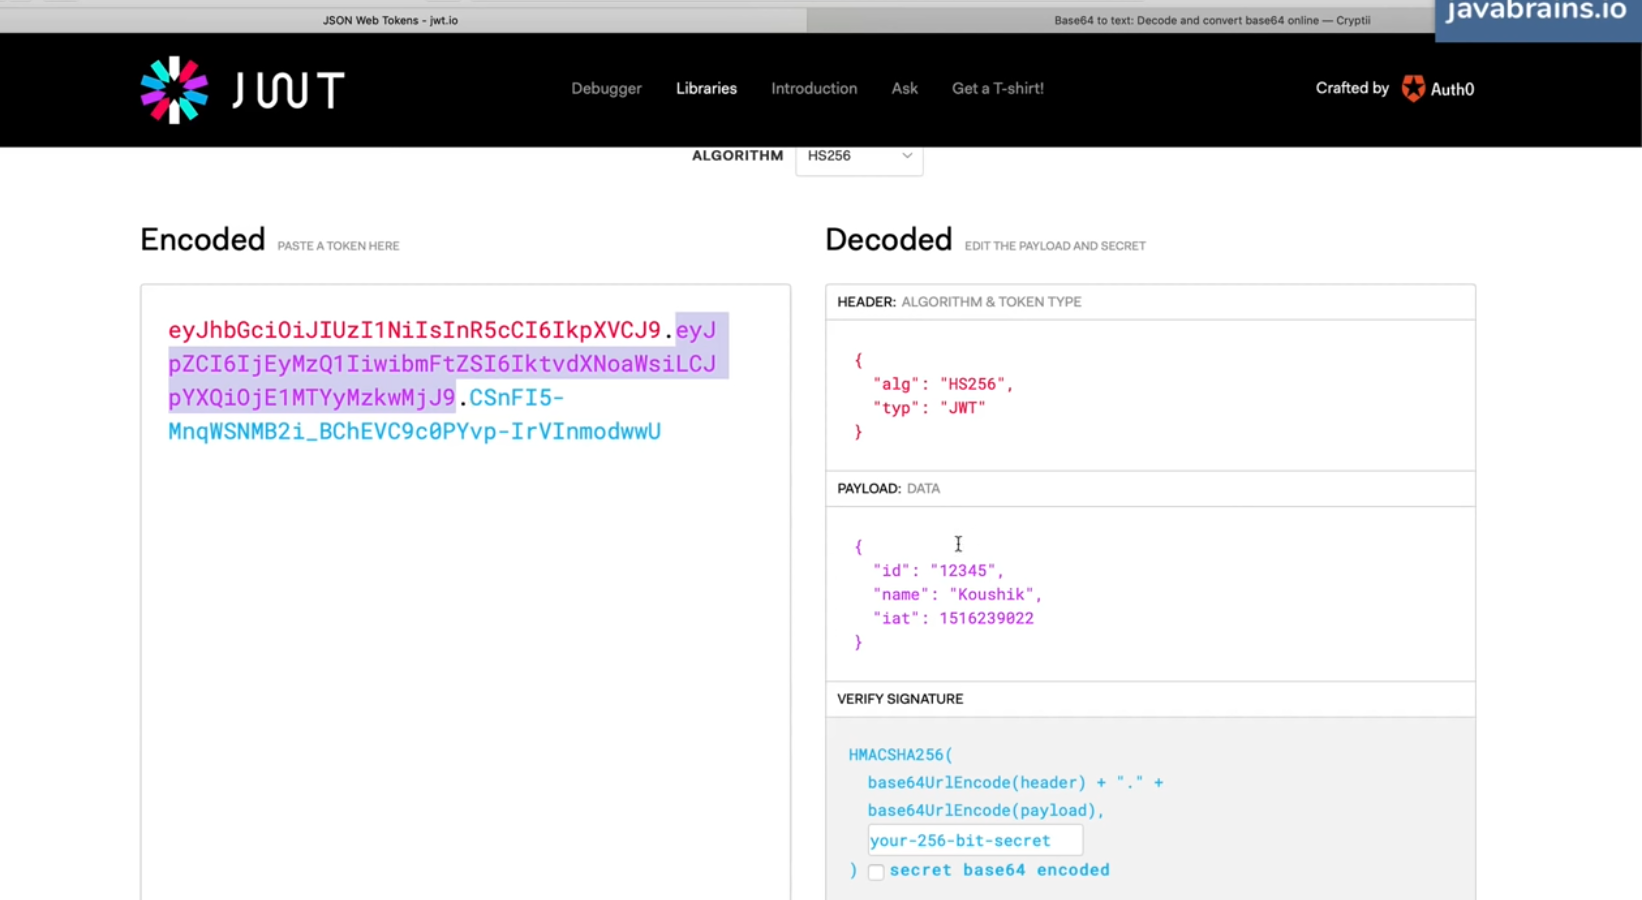 JSON Web Tokens - jwt.io
Base64 to text: Decode and convert base64 online — Cryptii
javabrains.io
JWT
Debugger
Libraries
Introduction
Ask
Get a T-shirt!
Crafted by Auth0
ALGORITHM HS256
Encoded PASTE A TOKEN HERE
eyJhbGciOiJIUzI1NiIsInR5cCI6IkpXVCJ9.eyJ
pZCI6IjEyMzQ1IiwibmFtZSI6IktvdXNoaWsiLCJ
pYXQiOjE1MTYyMzkwMjJ9.CSnFI5-
MnqWSNMB2i_BChEVC9c0PYvp-IrVInmodwwU
Decoded EDIT THE PAYLOAD AND SECRET
HEADER: ALGORITHM & TOKEN TYPE
{
"alg": "HS256",
"typ": "JWT"
}
PAYLOAD: DATA
{
"id": "12345",
"name": "Koushik",
"iat": 1516239022
}
VERIFY SIGNATURE
HMACSHA256(
base64UrlEncode(header) + "." +
base64UrlEncode(payload),
your-256-bit-secret
) secret base64 encoded